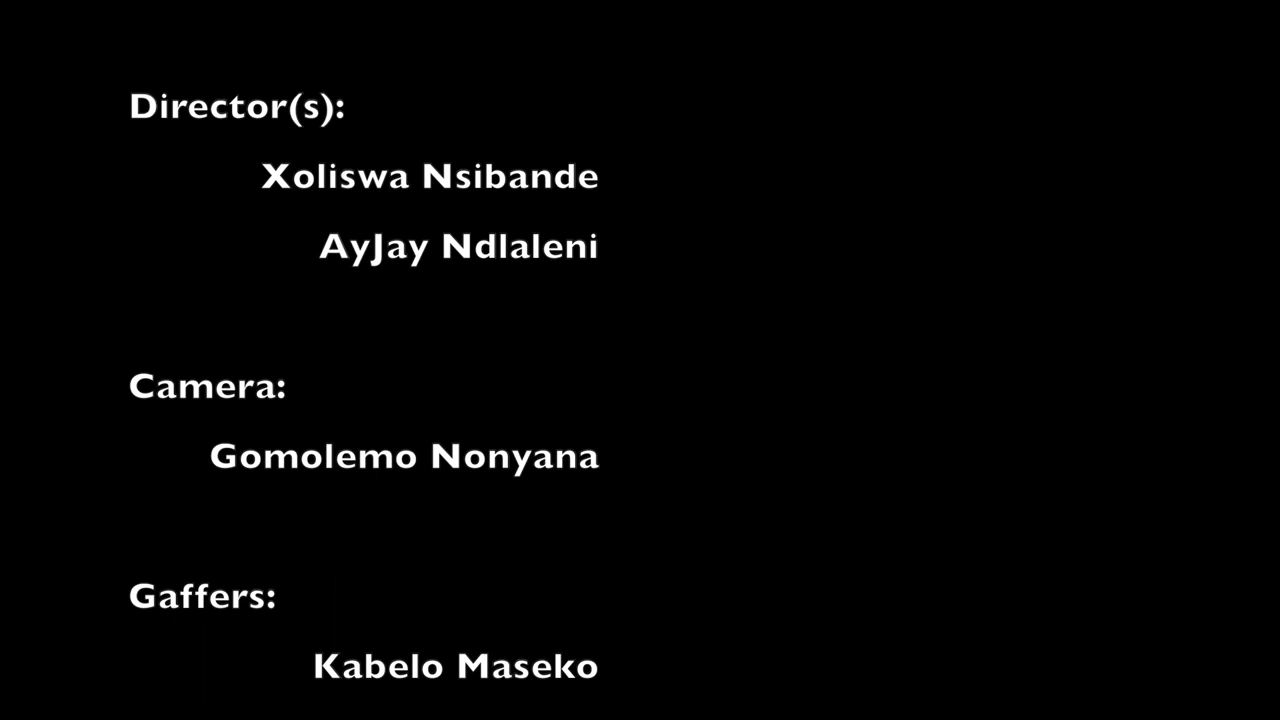 Director(s):
Xoliswa Nsibande
AyJay Ndlaleni
Camera:
Gomolemo Nonyana
Gaffers:
Kabelo Maseko